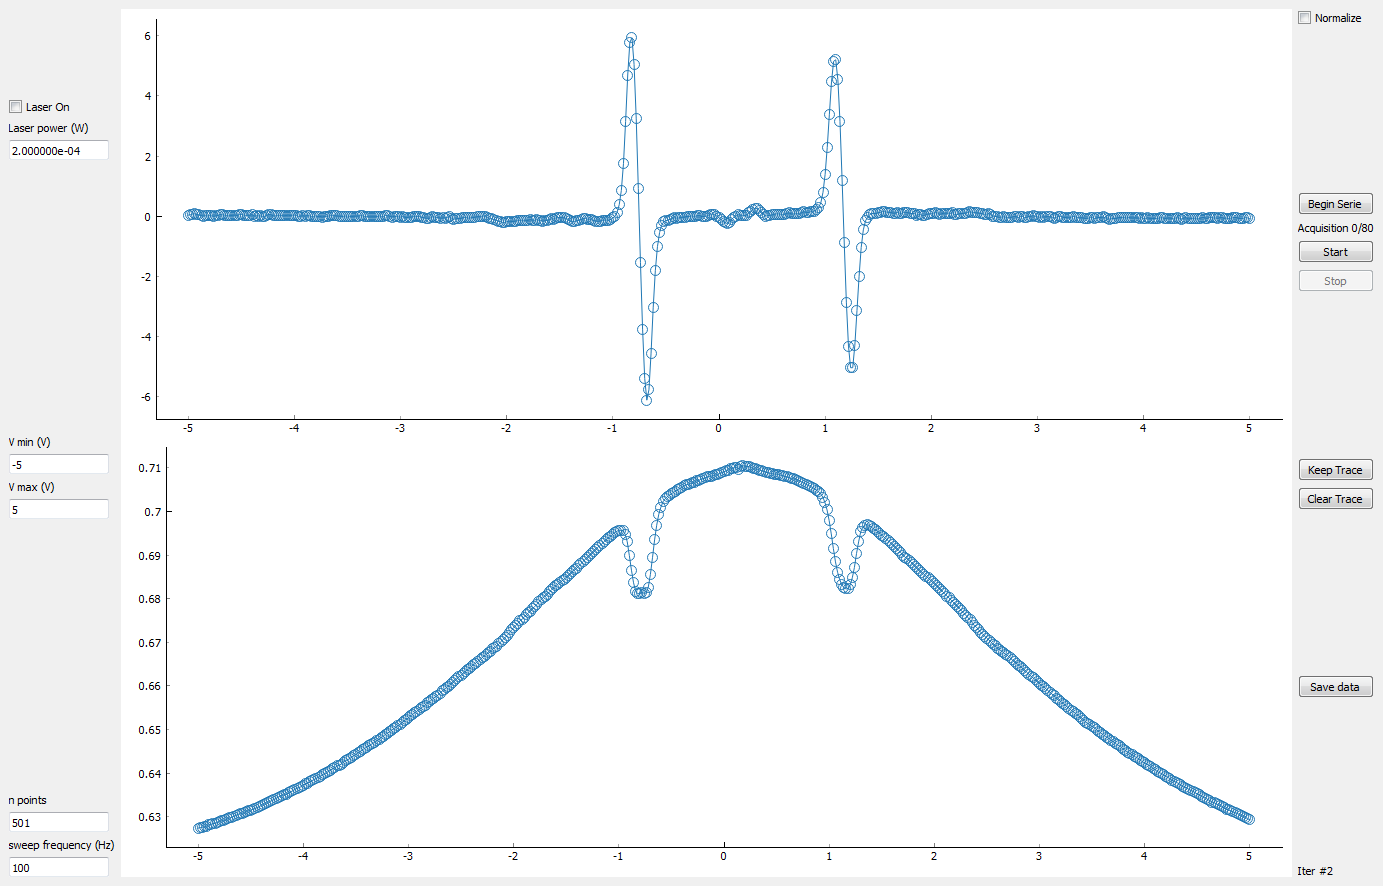 Normalize
Laser On
Laser power (W)
2.000000e-04
6
4
2
0
-2
-4
-6
-5
-4
-3
-2
-1
0
1
2
3
4
5
Begin Serie
Acquisition 0/80
Start
Stop
V min (V)
-5
V max (V)
5
0.71
0.7
0.69
0.68
0.67
0.66
0.65
0.64
0.63
-5
-4
-3
-2
-1
0
1
2
3
4
5
Keep Trace
Clear Trace
Save data
n points
501
sweep frequency (Hz)
100
Iter #2